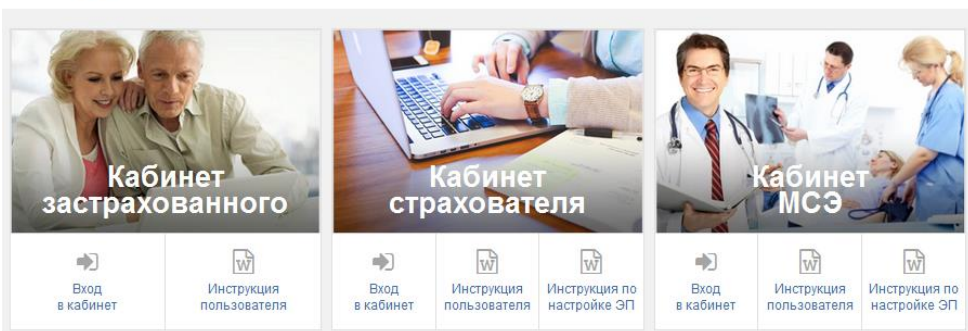 Кабинет
застрахованного
Вход
в кабинет
Инструкция
пользователя
Кабинет
страхователя
Вход
в кабинет
Инструкция
пользователя
Инструкция по
настройке ЭП
Кабинет
МСЭ
Вход
в кабинет
Инструкция
пользователя
Инструкция по
настройке ЭП